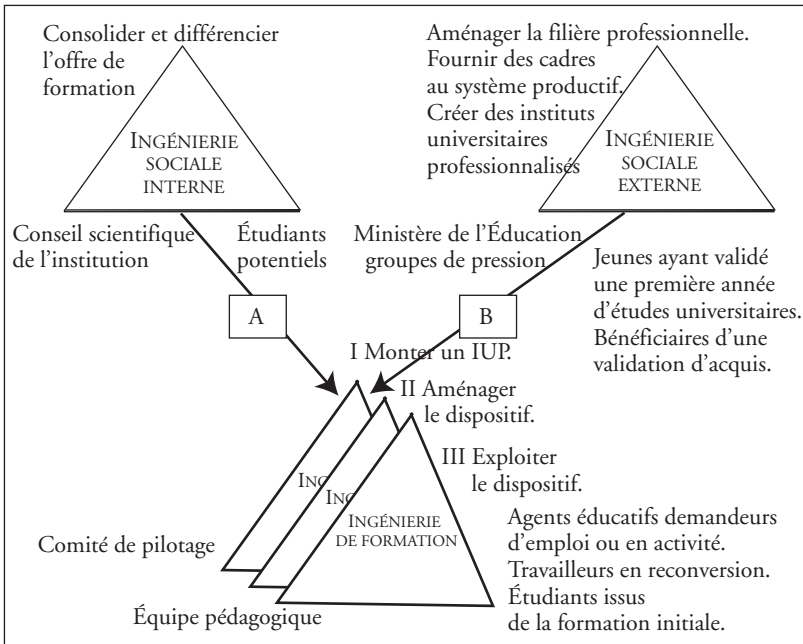 Consolider et différencier
l'offre de
formation
INGÉNIERIE
SOCIALE
INTERNE
Conseil scientifique
de l'institution
Étudiants
potentiels
Aménager la filière professionnelle.
Fournir des cadres
au système productif.
Créer des instituts
universitaires
professionnalisés
INGÉNIERIE
SOCIALE
EXTERNE
Ministère de l'Éducation
groupes de pression
Jeunes ayant validé
une première année
d'études universitaires.
Bénéficiaires d'une
validation d'acquis.
A
B
I Monter un IUP.
II Aménager
le dispositif.
III Exploiter
le dispositif.
ING
ING
INGÉNIERIE
DE FORMATION
Comité de pilotage
Équipe pédagogique
Agents éducatifs demandeurs
d'emploi ou en activité.
Travailleurs en reconversion.
Étudiants issus
de la formation initiale.